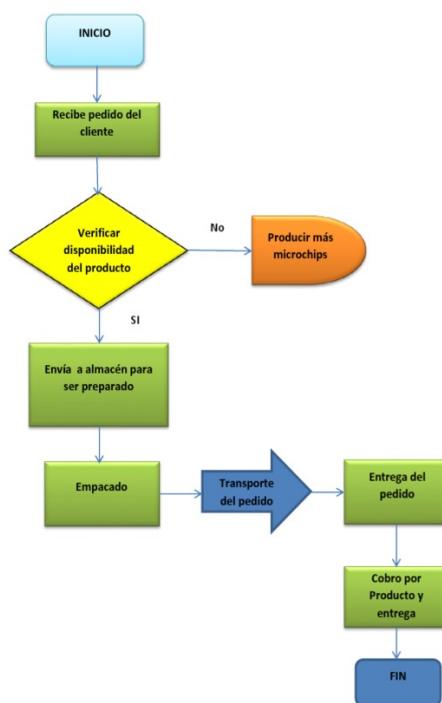 INICIO
Recibe pedido del
cliente
Verificar
disponibilidad
del producto
No
Producir más
microchips
SI
Envía a almacén para
ser preparado
Empacado
Transporte
del pedido
Entrega del
pedido
Cobro por
Producto y
entrega
FIN